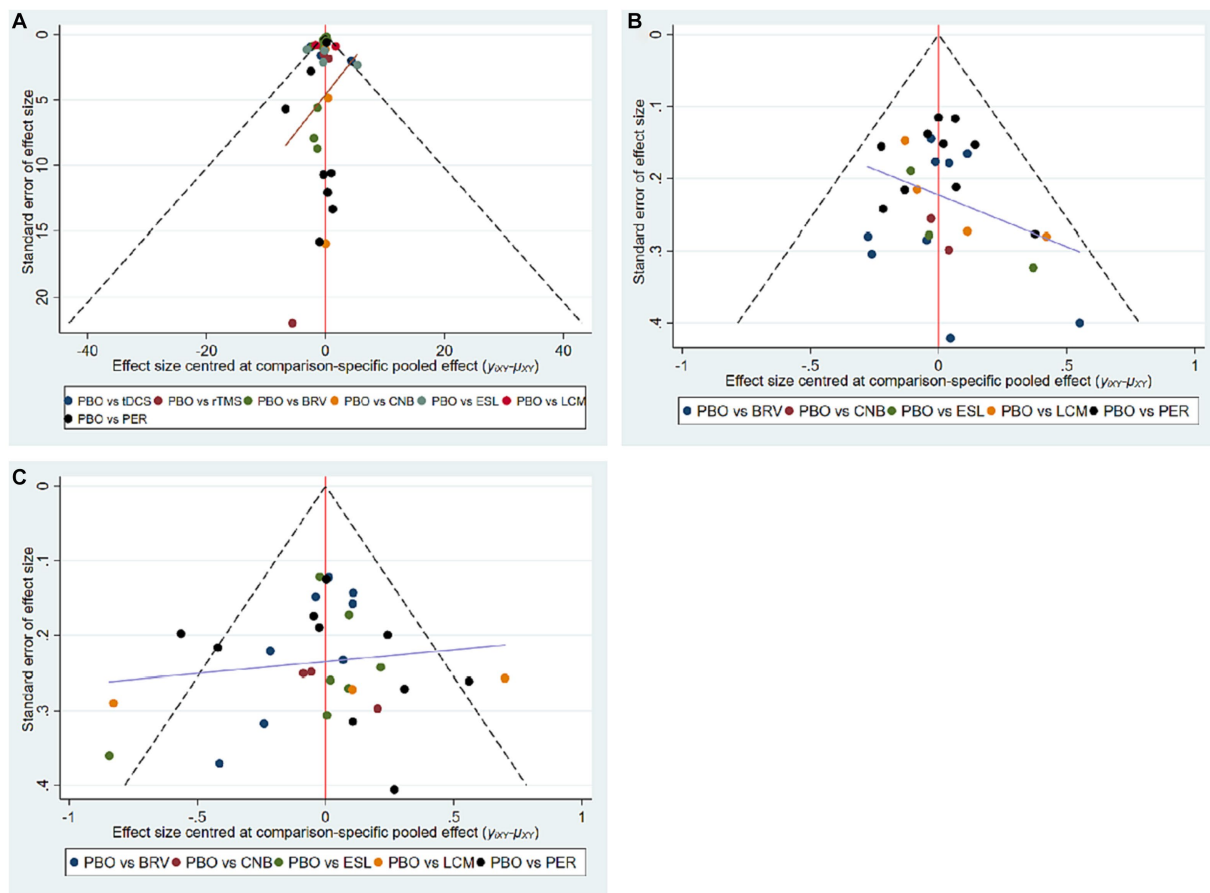 A
0
5
10
15
20
Standard error of effect size
-40 -20 0 20 40
Effect size centred at comparison-specific pooled effect (yiXY-μXY)
PBO vs tDCS PBO vs rTMS PBO vs BRV PBO vs CNB PBO vs ESL PBO vs LCM
PBO vs PER
B
0
.1
.2
.3
.4
Standard error of effect size
-1 -.5 0 .5 1
Effect size centred at comparison-specific pooled effect (yiXY-μXY)
PBO vs BRV PBO vs CNB PBO vs ESL PBO vs LCM PBO vs PER
C
0
.1
.2
.3
.4
Standard error of effect size
-1 -.5 0 .5 1
Effect size centred at comparison-specific pooled effect (yiXY-μXY)
PBO vs BRV PBO vs CNB PBO vs ESL PBO vs LCM PBO vs PER